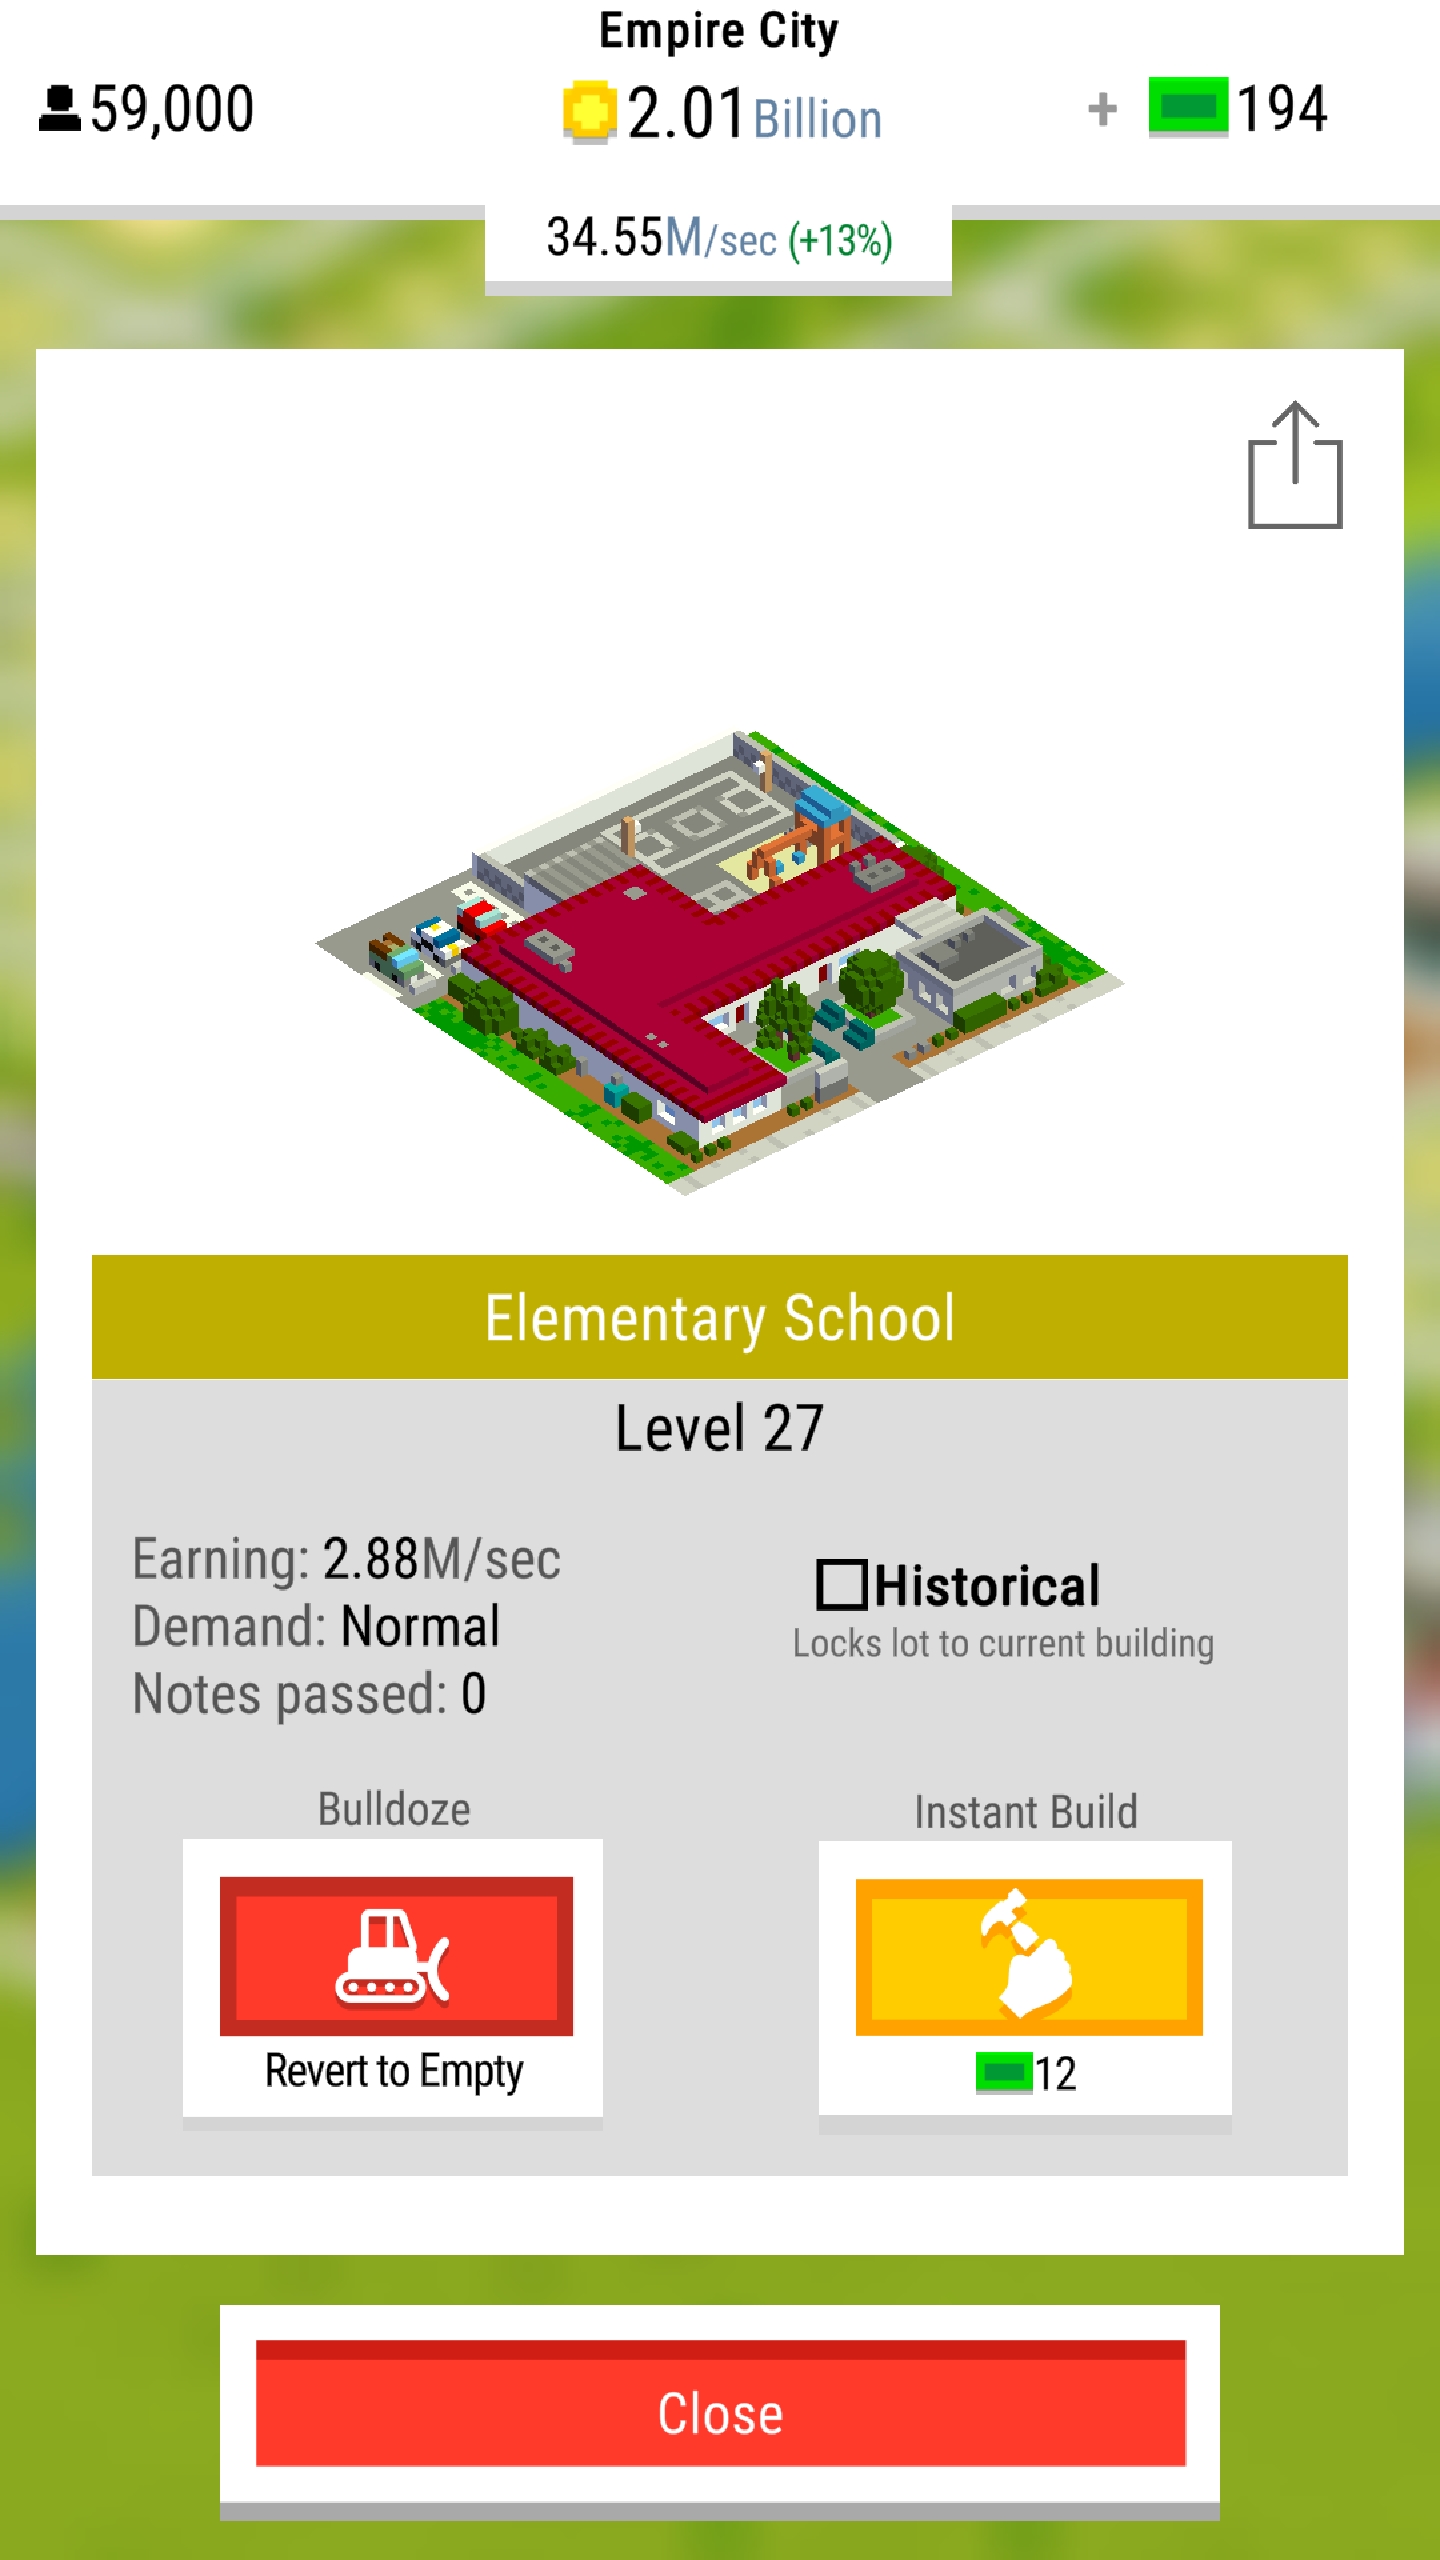 Empire City
59,000
2.01 Billion
+ 194
34.55M/sec (+13%)
Elementary School
Level 27
Earning: 2.88M/sec
Demand: Normal
Notes passed: 0
Historical
Locks lot to current building
Bulldoze
Revert to Empty
Instant Build
12
Close